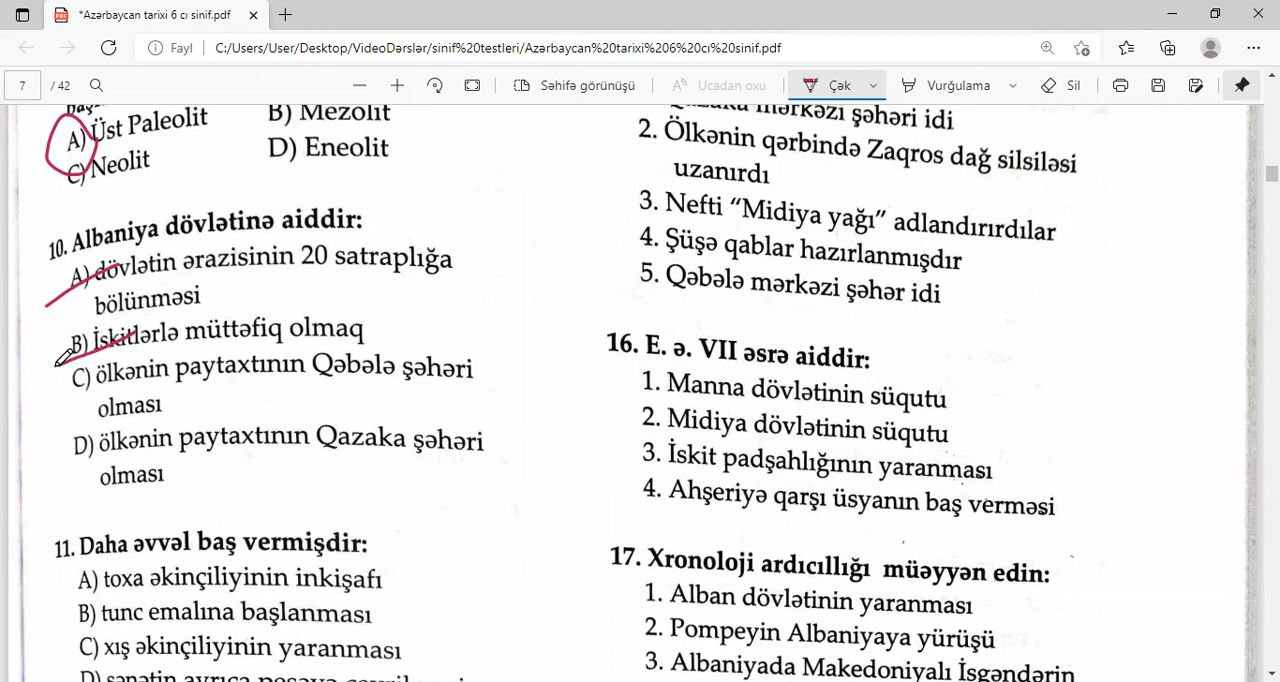 *Azərbaycan tarixi 6 cı sinif.pdf
Fayl
C:/Users/User/Desktop/VideoDərslər/sinif%20testleri/Azərbaycan%20tarixi%206%20cı%20sinif.pdf
7 / 42
Səhifə görünüşü
Ucadan oxu
Çək
Vurğulama
Sil
A) Üst Paleolit
B) Mezolit
C) Neolit
D) Eneolit
10. Albaniya dövlətinə aiddir:
A) dövlətin ərazisinin 20 satraplığa
bölünməsi
B) İskitlərlə müttəfiq olmaq
C) ölkənin paytaxtının Qəbələ şəhəri
olması
D) ölkənin paytaxtının Qazaka şəhəri
olması
11. Daha əvvəl baş vermişdir:
A) toxa əkinçiliyinin inkişafı
B) tunc emalına başlanması
C) xış əkinçiliyinin yaranması
mərkəzi şəhəri idi
2. Ölkənin qərbində Zaqros dağ silsiləsi
uzanırdı
3. Nefti “Midiya yağı” adlandırırdılar
4. Şüşə qablar hazırlanmışdır
5. Qəbələ mərkəzi şəhər idi
16. E. ə. VII əsrə aiddir:
1. Manna dövlətinin süqutu
2. Midiya dövlətinin süqutu
3. İskit padşahlığının yaranması
4. Ahşeriyə qarşı üsyanın baş verməsi
17. Xronoloji ardıcıllığı müəyyən edin:
1. Alban dövlətinin yaranması
2. Pompeyin Albaniyaya yürüşü
3. Albaniyada Makedoniyalı İsgəndərin